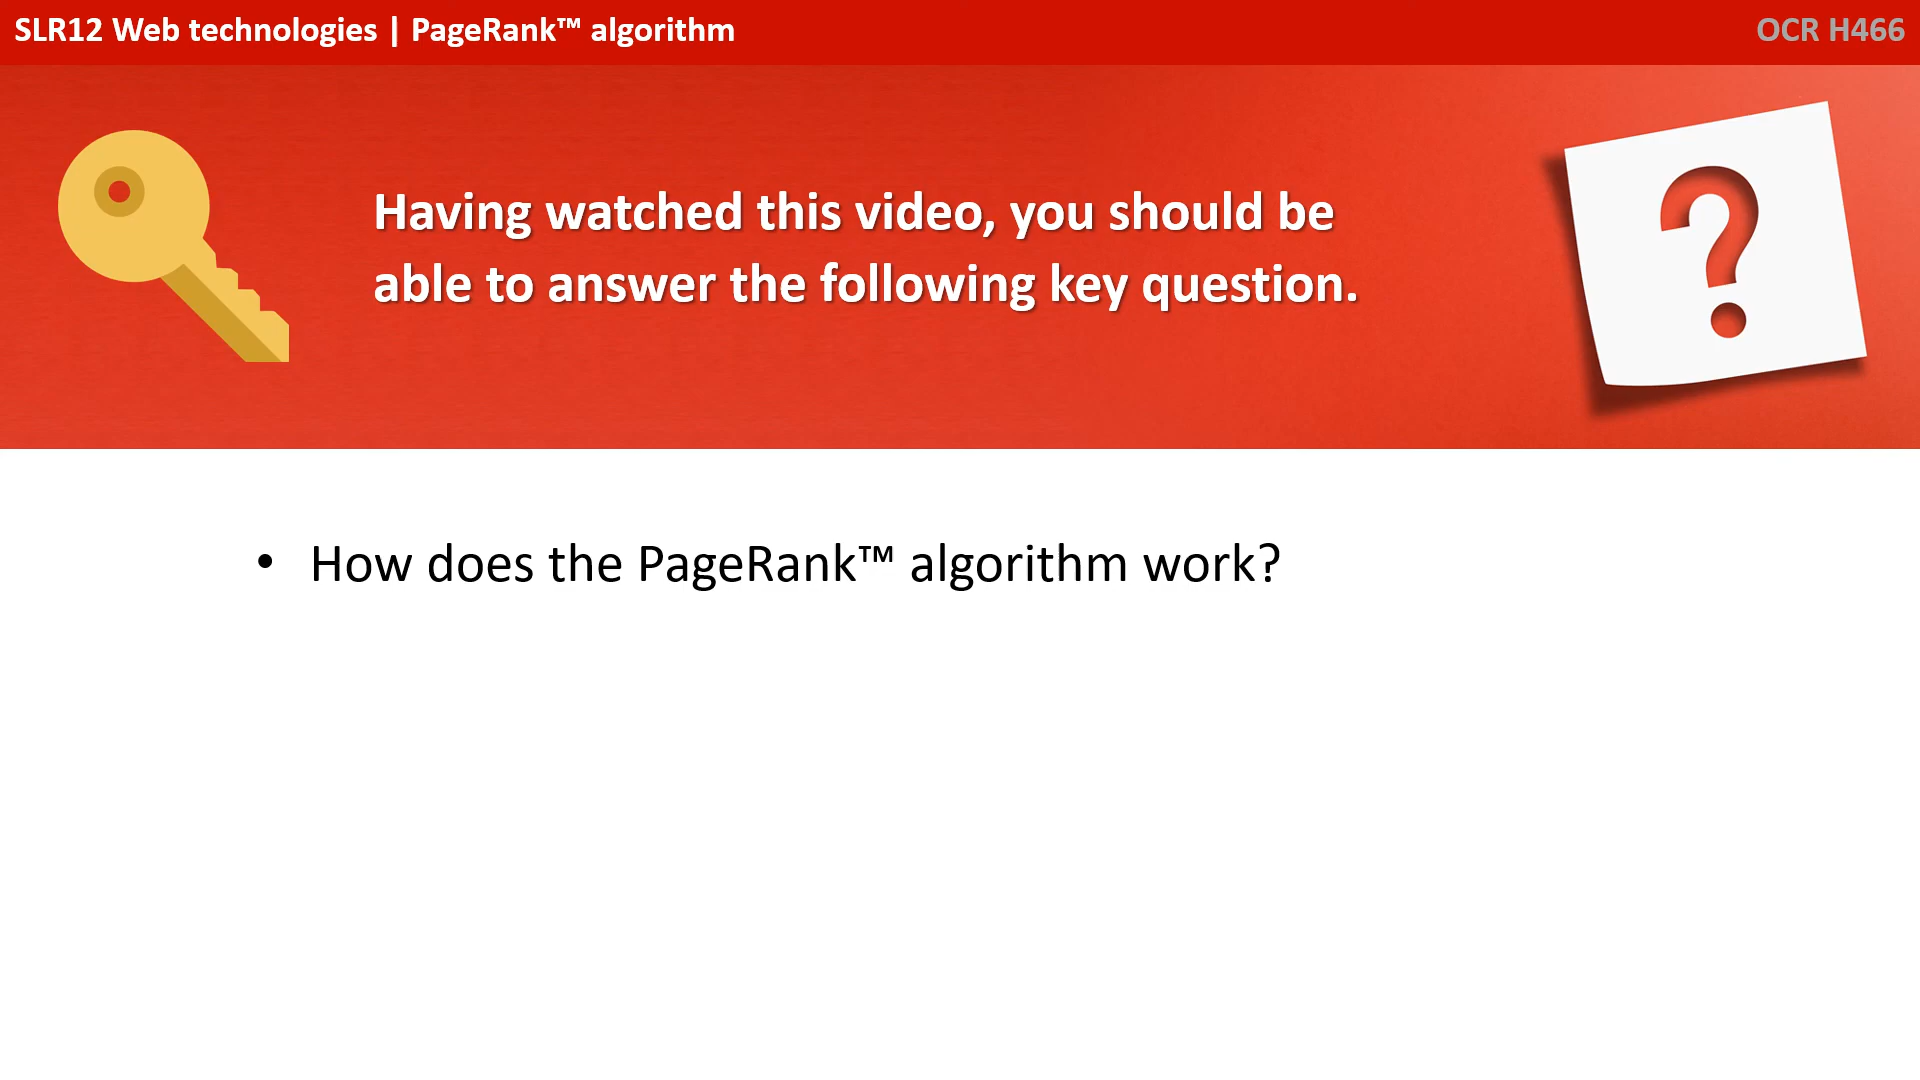 SLR12 Web technologies | PageRank™ algorithm
OCR H466
Having watched this video, you should be
able to answer the following key question.
?
• How does the PageRank™ algorithm work?